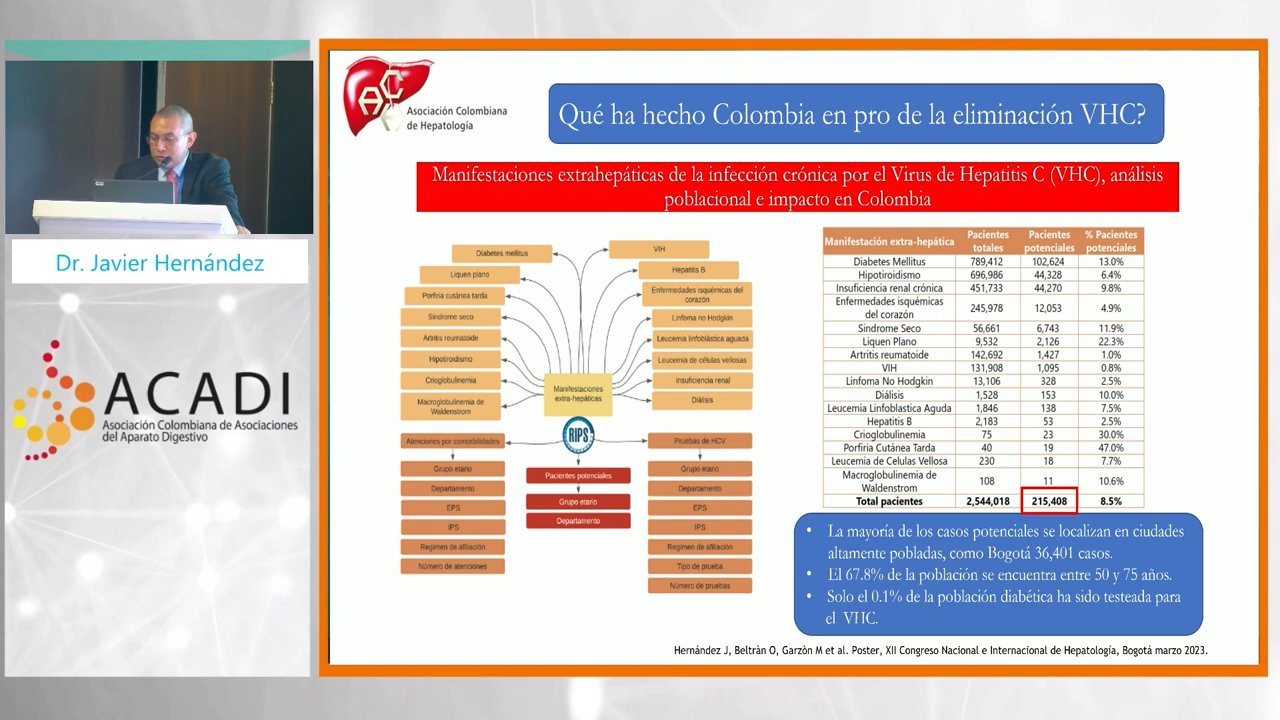 ACH
Asociación Colombiana
de Hepatología
Qué ha hecho Colombia en pro de la eliminación VHC?
Manifestaciones extrahepáticas de la infección crónica por el Virus de Hepatitis C (VHC), análisis
poblacional e impacto en Colombia
Dr. Javier Hernández
ACADI
Asociación Colombiana de Asociaciones
del Aparato Digestivo
Diabetes mellitus
Liquen plano
Porfiria cutánea tarda
Sindrome seco
Artritis reumatoide
Hipotiroidismo
Crioglobulinemia
Macroglobulinemia de
Waldenstrom
VIH
Hepatitis B
Enfermedades isquémicas del
corazón
Linfoma no Hodgkin
Leucemia linfoblástica aguada
Leucemia de células vellosas
Insuficiencia renal
Diálisis
Manifestaciones
extra-hepáticas
RIPS
Atenciones por comorbilidades
Grupo etario
Departamento
EPS
IPS
Regimen de afiliación
Número de atenciones
Pacientes potenciales
Grupo etario
Departamento
Pruebas de HCV
Grupo etario
Departamento
EPS
IPS
Regimen de afiliación
Tipo de prueba
Número de pruebas
Manifestación extra-hepática Pacientes totales Pacientes potenciales % Pacientes potenciales
Diabetes Mellitus 789,412 102,624 13.0%
Hipotiroidismo 696,986 44,328 6.4%
Insuficiencia renal crónica 451,733 44,270 9.8%
Enfermedades isquémicas del corazón 245,978 12,053 4.9%
Sindrome Seco 56,661 6,743 11.9%
Liquen Plano 9,532 2,126 22.3%
Artritis reumatoide 142,692 1,427 1.0%
VIH 131,908 1,095 0.8%
Linfoma No Hodgkin 13,106 328 2.5%
Diálisis 1,528 153 10.0%
Leucemia Linfoblastica Aguda 1,846 138 7.5%
Hepatitis B 2,183 53 2.5%
Crioglobulinemia 75 23 30.0%
Porfiria Cutánea Tarda 40 19 47.0%
Leucemia de Celulas Vellosa 230 18 7.7%
Macroglobulinemia de Waldenstrom 108 11 10.6%
Total pacientes 2,544,018 215,408 8.5%
• La mayoría de los casos potenciales se localizan en ciudades
altamente pobladas, como Bogotá 36,401 casos.
• El 67.8% de la población se encuentra entre 50 y 75 años.
• Solo el 0.1% de la población diabética ha sido testeada para
el VHC.
Hernández J, Beltràn O, Garzòn M et al. Poster, XII Congreso Nacional e Internacional de Hepatología, Bogotá marzo 2023.